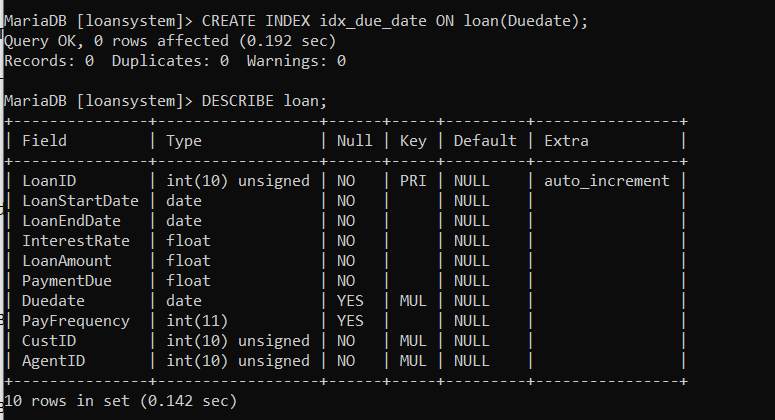 MariaDB [loansystem]> CREATE INDEX idx_due_date ON loan(Duedate);
Query OK, 0 rows affected (0.192 sec)
Records: 0  Duplicates: 0  Warnings: 0

MariaDB [loansystem]> DESCRIBE loan;
+---------------+------------------+------+-----+---------+----------------+
| Field         | Type             | Null | Key | Default | Extra          |
+---------------+------------------+------+-----+---------+----------------+
| LoanID        | int(10) unsigned | NO   | PRI | NULL    | auto_increment |
| LoanStartDate | date             | NO   |     | NULL    |                |
| LoanEndDate   | date             | NO   |     | NULL    |                |
| InterestRate  | float            | NO   |     | NULL    |                |
| LoanAmount    | float            | NO   |     | NULL    |                |
| PaymentDue    | float            | NO   |     | NULL    |                |
| Duedate       | date             | YES  | MUL | NULL    |                |
| PayFrequency  | int(11)          | YES  |     | NULL    |                |
| CustID        | int(10) unsigned | NO   | MUL | NULL    |                |
| AgentID       | int(10) unsigned | NO   | MUL | NULL    |                |
+---------------+------------------+------+-----+---------+----------------+
10 rows in set (0.142 sec)